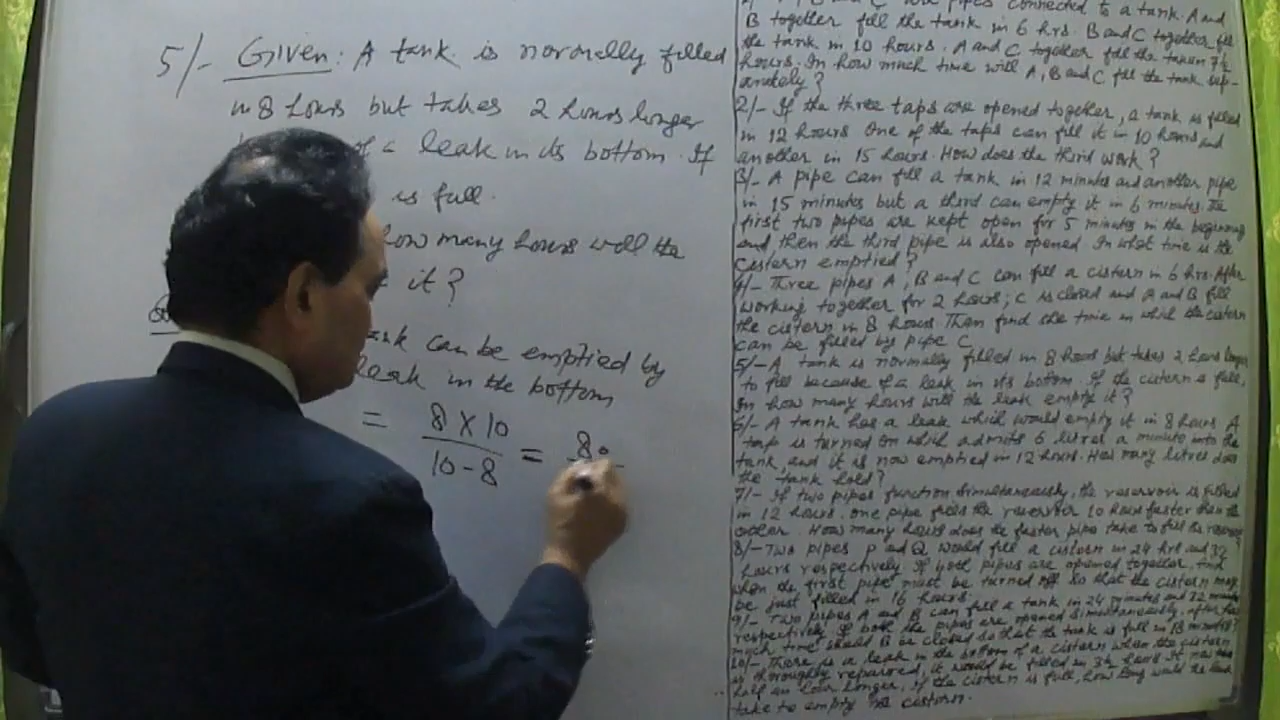 5/- Given: A tank is normally filled
in 8 hours but takes 2 hours longer
of a leak in its bottom. If
is full.
how many hours will the
it?
can be emptied by
leak in the bottom
= 8 X 10 / 10 - 8 = 80
pipes connected to a tank. A and
B together fill the tank in 6 hrs. B and C together fill
the tank in 10 hours. A and C together fill the taken 7½
hours. In how much time will A, B and C fill the tank sep-
arately?
2/- If the three taps are opened together, a tank is filled
in 12 hours. One of the taps can fill it in 10 hours and
another in 15 hours. How does the third work?
3/- A pipe can fill a tank in 12 minutes and another pipe
in 15 minutes but a third can empty it in 6 minutes. The
first two pipes are kept open for 5 minutes in the beginning
and then the third pipe is also opened. In what time is the
cistern emptied?
4/- Three pipes A, B and C can fill a cistern in 6 hrs. After
working together for 2 hours, C is closed and A and B fill
the cistern in 8 hours. Then find the time in which the cistern
can be filled by pipe C
5/- A tank is normally filled in 8 hours but takes 2 hours longer
to fill because of a leak in its bottom. If the cistern is full,
In how many hours will the leak empty it?
6/- A tank has a leak which would empty it in 8 hours. A
tap is turned on which admits 6 litres a minute into the
tank, and it is now emptied in 12 hours. How many litres does
the tank hold?
7/- If two pipes function simultaneously, the reservoir is filled
in 12 hours. One pipe fills the reservoir 10 hours faster than the
other. How many hours does the faster pipe take to fill the
8/- Two pipes P and Q would fill a cistern in 24 hrs and 32
hours respectively. If both pipes are opened together, find
when the first pipe must be turned off so that the cistern may
be just filled in 16 hours.
9/- Two pipes A and B can fill a tank in 24 minutes and 32 minutes
respectively. If both the pipes are opened simultaneously, after how
much time should B be closed so that the tank is full in 18 minutes?
10/- There is a leak in the bottom of a cistern. When the cistern
is thoroughly repaired, it would be filled in 3½ hours. It now takes
half an hour longer. If the cistern is full, how long would the leak
take to empty the cistern.